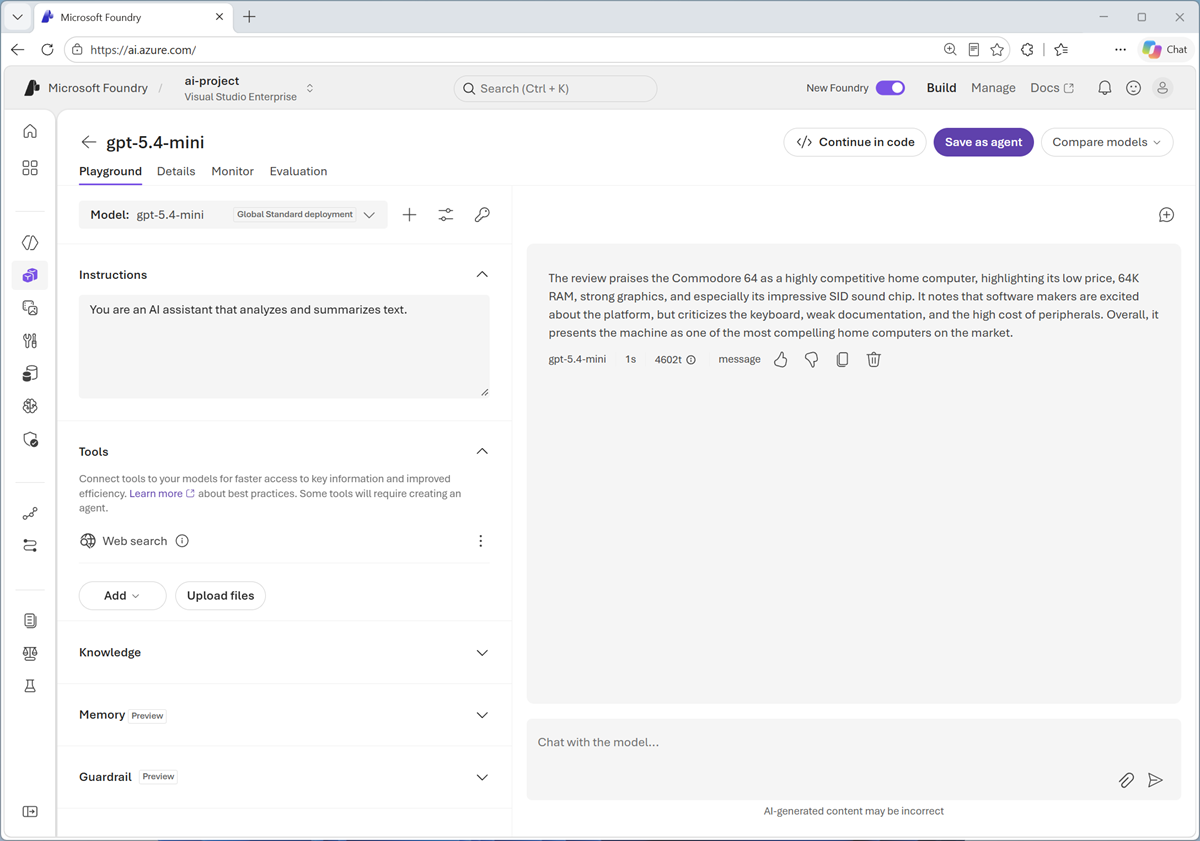 Microsoft Foundry
https://ai.azure.com/
Chat
Microsoft Foundry / ai-project
Visual Studio Enterprise
Search (Ctrl + K)
New Foundry
Build
Manage
Docs
gpt-5.4-mini
Continue in code
Save as agent
Compare models
Playground
Details
Monitor
Evaluation
Model: gpt-5.4-mini
Global Standard deployment
Instructions
You are an AI assistant that analyzes and summarizes text.
Tools
Connect tools to your models for faster access to key information and improved
efficiency. Learn more about best practices. Some tools will require creating an
agent.
Web search
Add
Upload files
Knowledge
Memory Preview
Guardrail Preview
The review praises the Commodore 64 as a highly competitive home computer, highlighting its low price, 64K
RAM, strong graphics, and especially its impressive SID sound chip. It notes that software makers are excited
about the platform, but criticizes the keyboard, weak documentation, and the high cost of peripherals. Overall, it
presents the machine as one of the most compelling home computers on the market.
gpt-5.4-mini 1s 4602t message
Chat with the model...
AI-generated content may be incorrect